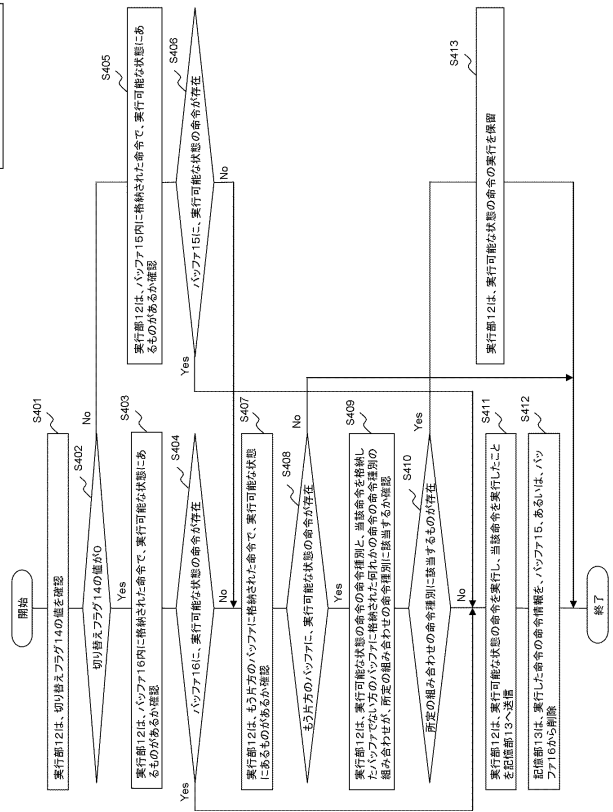 開始
S401
実行部12は、切り替えフラグ14の値を確認
S402
切り替えフラグ14の値が0
No
Yes
S403
実行部12は、バッファ16内に格納された命令で、実行可能な状態にあ
るものがあるか確認
S404
バッファ16に、実行可能な状態の命令が存在
Yes
No
S405
実行部12は、バッファ15内に格納された命令で、実行可能な状態にあ
るものがあるか確認
S406
バッファ15に、実行可能な状態の命令が存在
Yes
No
S407
実行部12は、もう片方のバッファに格納された命令で、実行可能な状態
にあるものがあるか確認
S408
もう片方のバッファに、実行可能な状態の命令が存在
No
Yes
S409
実行部12は、実行可能な状態の命令の命令種別と、当該命令を格納し
たバッファでない方のバッファに格納された何れかの命令の命令種別の
組み合わせが、所定の組み合わせの命令種別に該当するか確認
S410
所定の組み合わせの命令種別に該当するものが存在
Yes
No
S411
実行部12は、実行可能な状態の命令を実行し、当該命令を実行したこと
を記憶部13へ送信
S412
記憶部13は、実行した命令の命令情報を、バッファ15、あるいは、バッ
ファ16から削除
S413
実行部12は、実行可能な状態の命令の実行を保留
終了